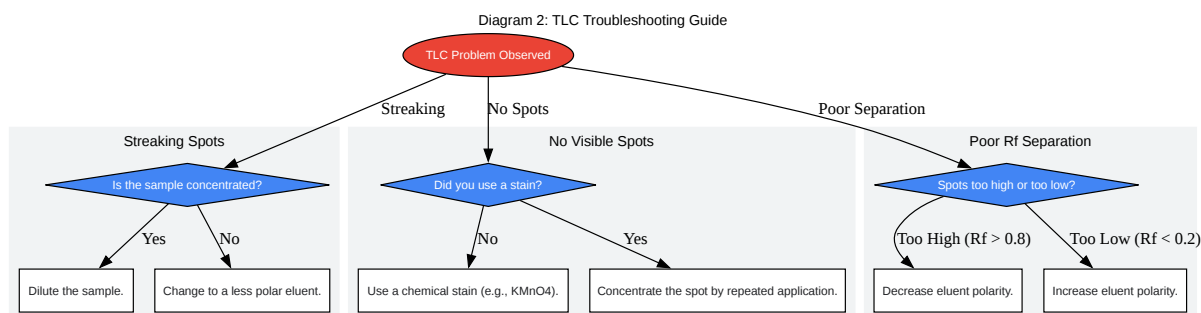 Diagram 2: TLC Troubleshooting Guide
TLC Problem Observed
Streaking
No Spots
Poor Separation
Streaking Spots
No Visible Spots
Poor Rf Separation
Is the sample concentrated?
Did you use a stain?
Spots too high or too low?
Yes
No
No
Yes
Too High (Rf > 0.8)
Too Low (Rf < 0.2)
Dilute the sample.
Change to a less polar eluent.
Use a chemical stain (e.g., KMnO4).
Concentrate the spot by repeated application.
Decrease eluent polarity.
Increase eluent polarity.